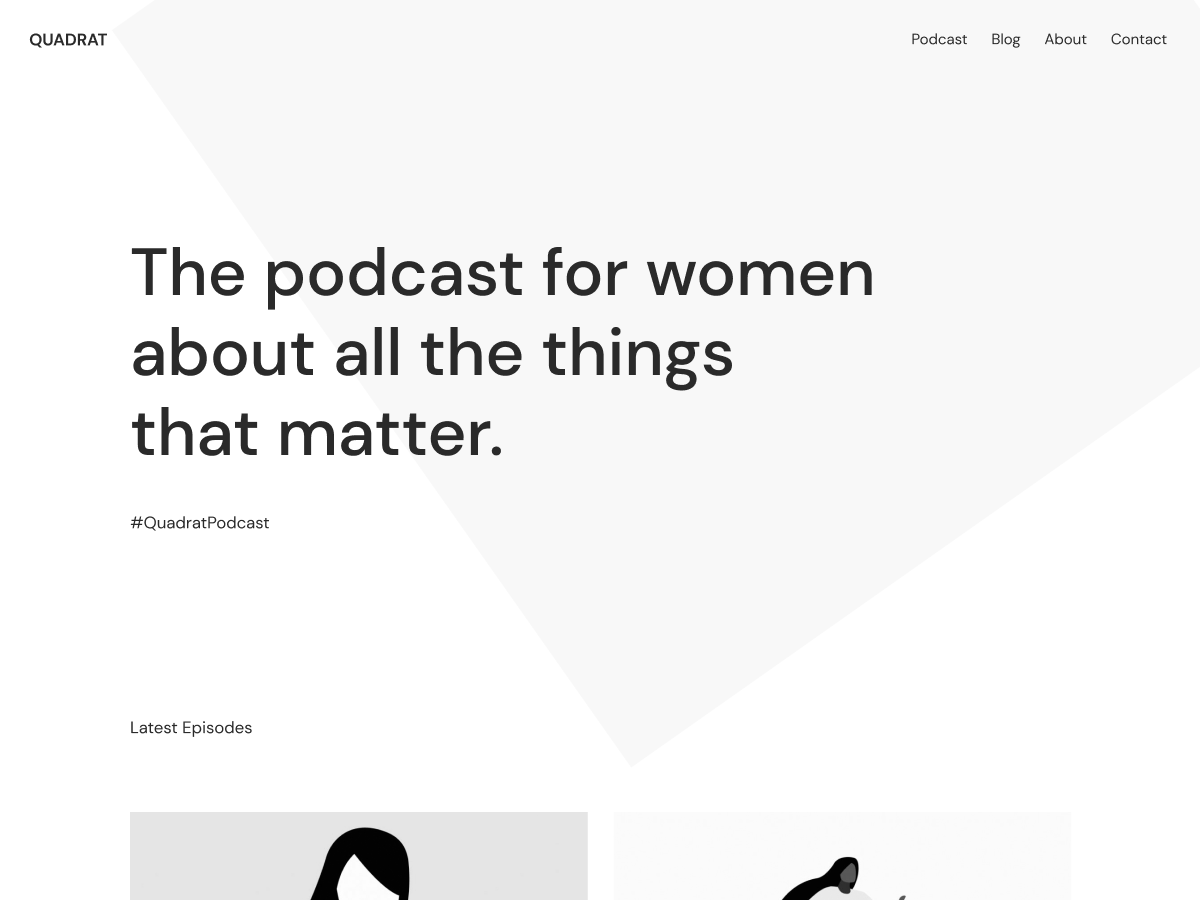 QUADRAT
Podcast Blog About Contact
The podcast for women
about all the things
that matter.
#QuadratPodcast
Latest Episodes